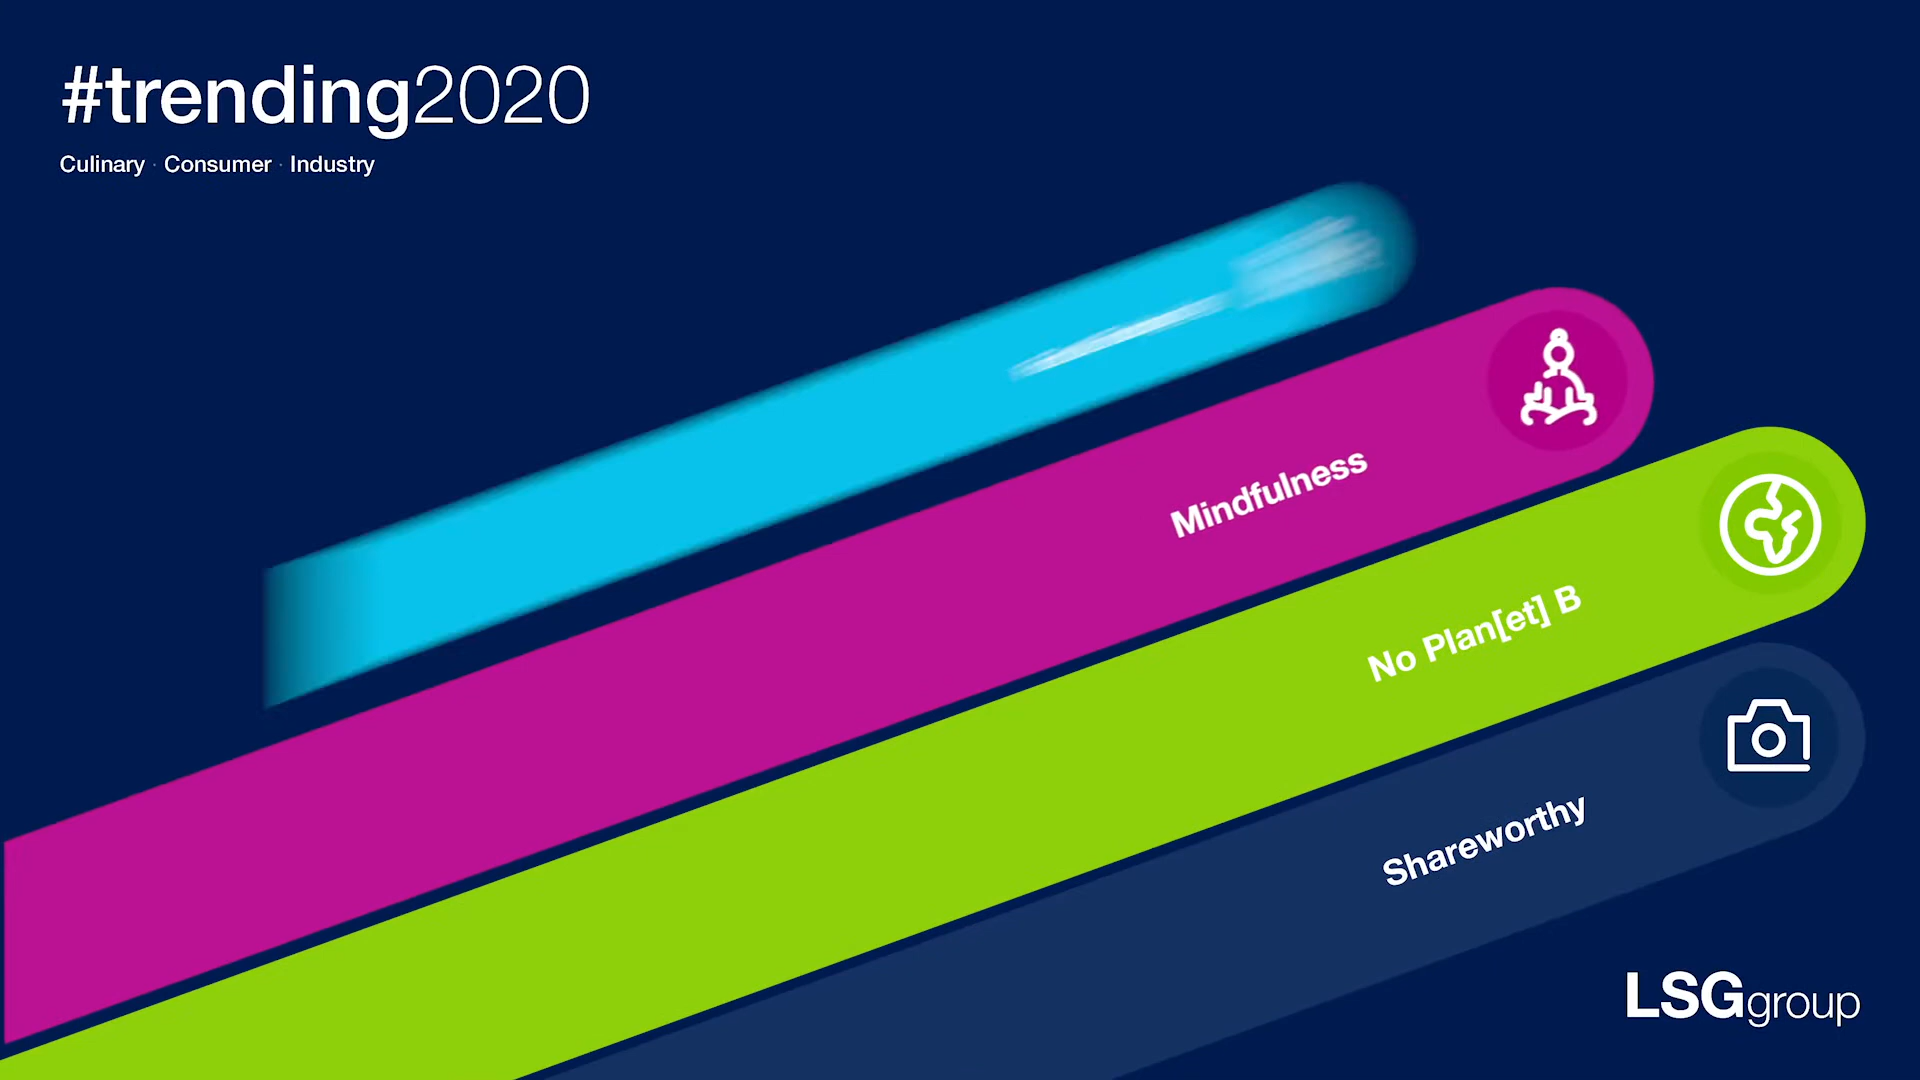 #trending2020
Culinary · Consumer · Industry
Mindfulness
No Plan[et] B
Shareworthy
LSGgroup